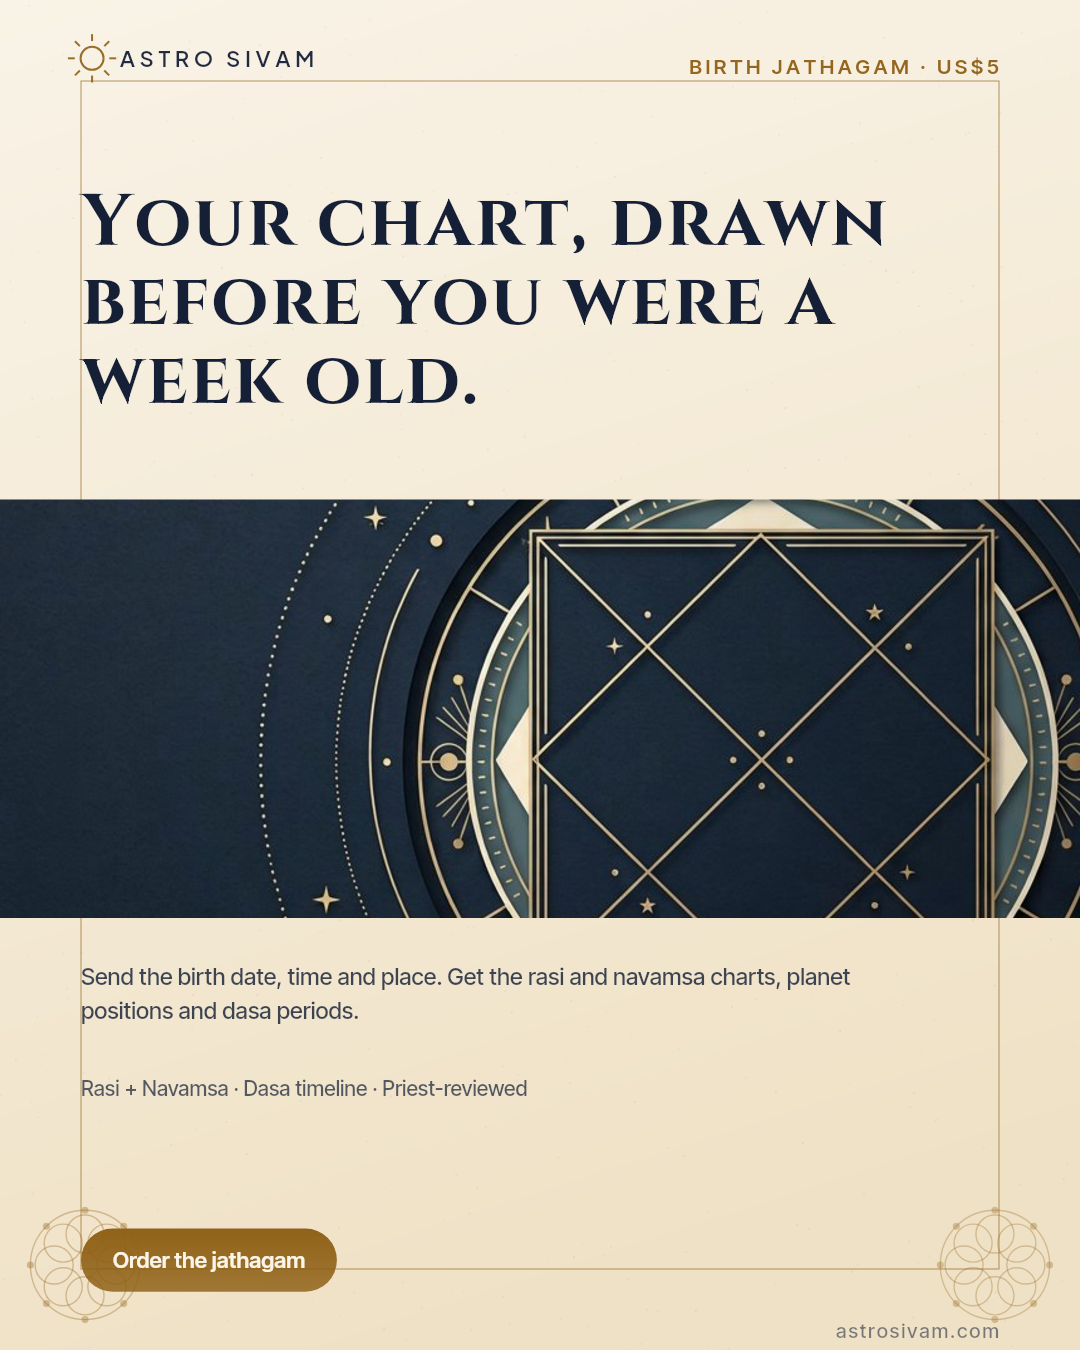 ASTRO SIVAM
BIRTH JATHAGAM · US$5
Your chart, drawn
before you were a
week old.
Send the birth date, time and place. Get the rasi and navamsa charts, planet
positions and dasa periods.
Rasi + Navamsa · Dasa timeline · Priest-reviewed
Order the jathagam
astrosivam.com